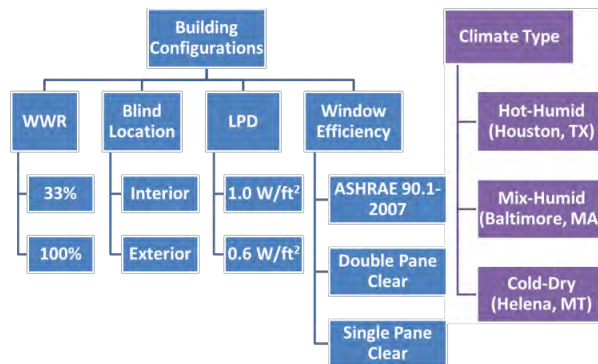 Building
Configurations
Climate Type
WWR
Blind
Location
LPD
Window
Efficiency
33%
Interior
1.0 W/ft²
ASHRAE 90.1-
2007
100%
Exterior
0.6 W/ft²
Double Pane
Clear
Single Pane
Clear
Hot-Humid
(Houston, TX)
Mix-Humid
(Baltimore, MA
Cold-Dry
(Helena, MT)